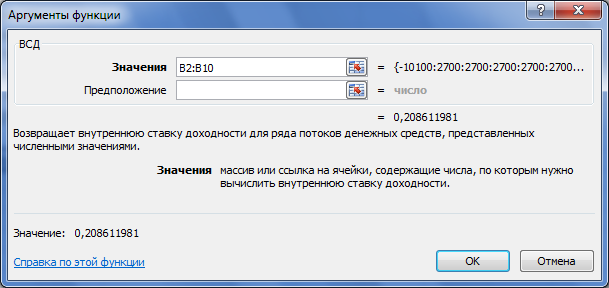 Аргументы функции
ВСД
Значения B2:B10 = {-10100:2700:2700:2700:2700:2700...
Предположение = число
= 0,208611981
Возвращает внутреннюю ставку доходности для ряда потоков денежных средств, представленных
численными значениями.
Значения массив или ссылка на ячейки, содержащие числа, по которым нужно
вычислить внутреннюю ставку доходности.
Значение: 0,208611981
Справка по этой функции
ОК Отмена